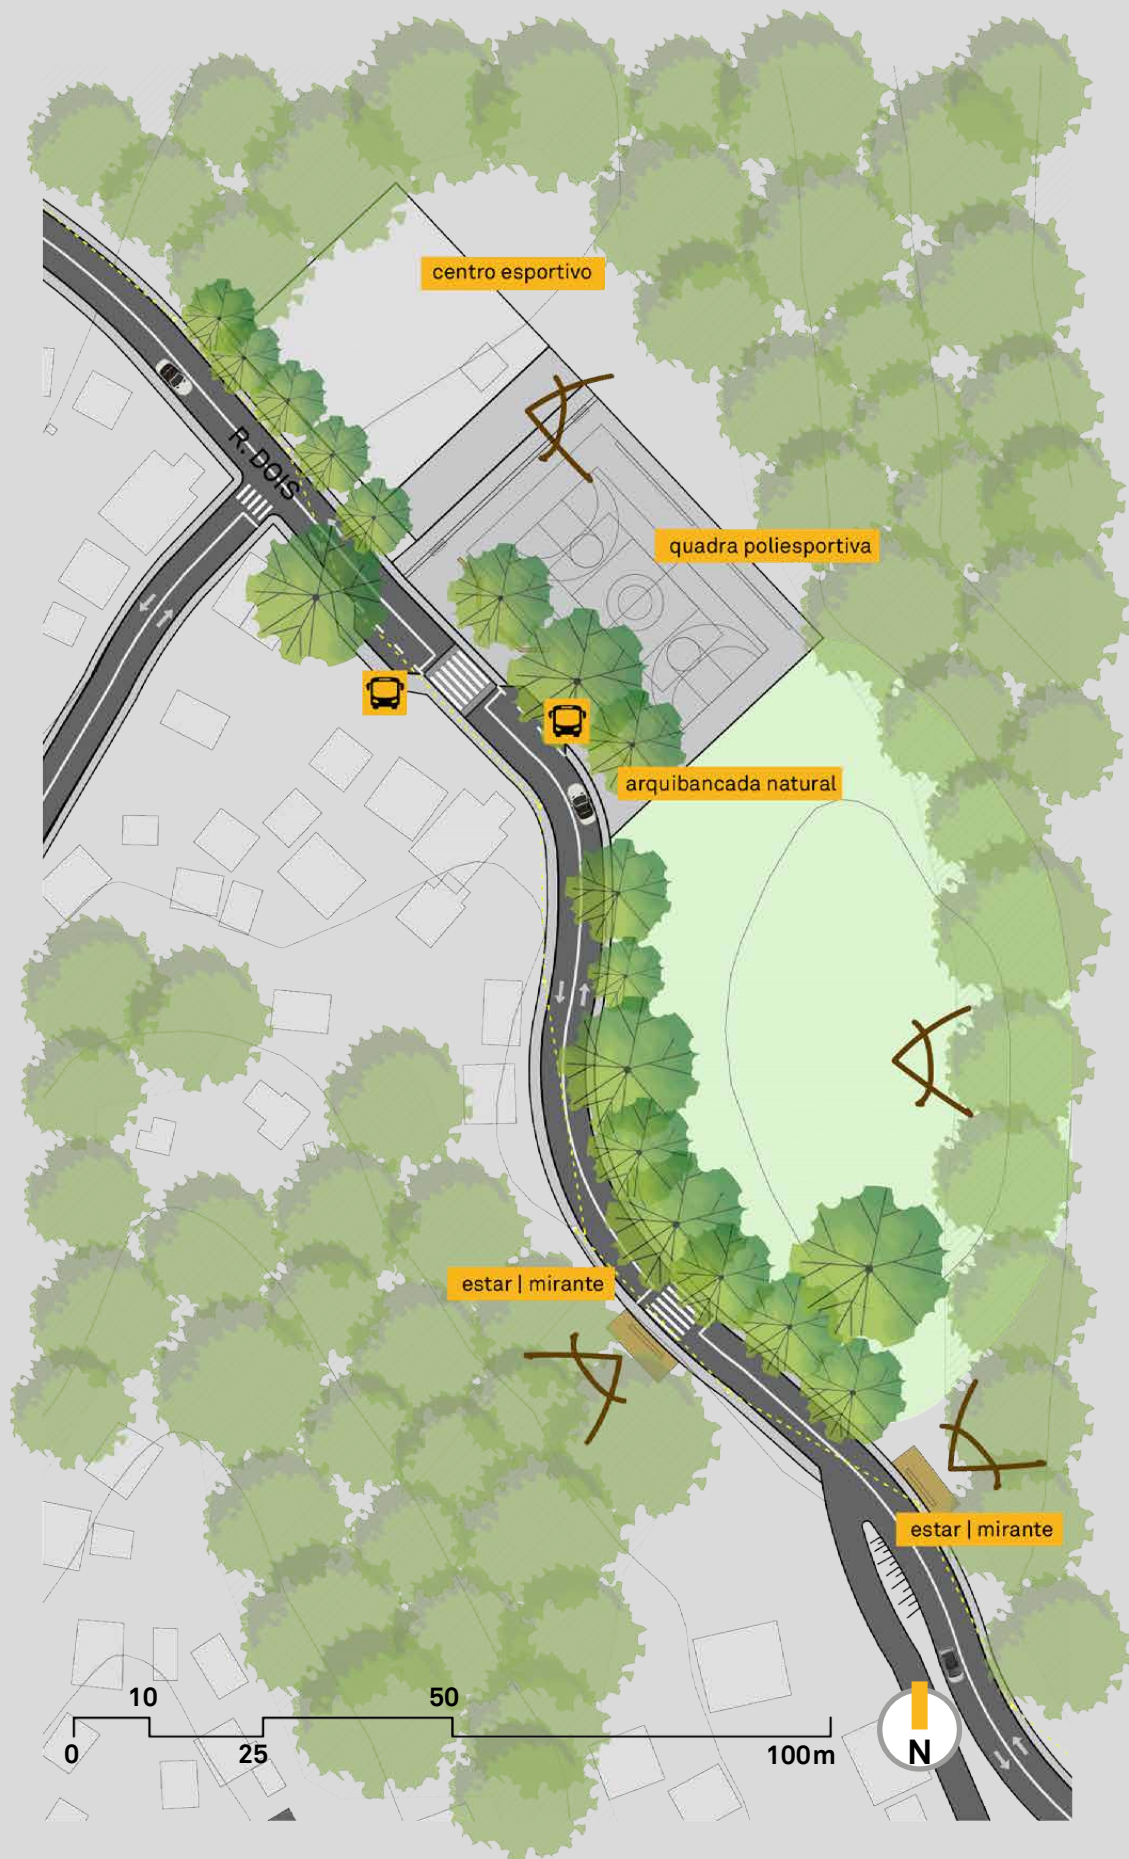 centro esportivo
R. DOIS
quadra poliesportiva
arquibancada natural
estar | mirante
estar | mirante
10
50
0
25
100m
N